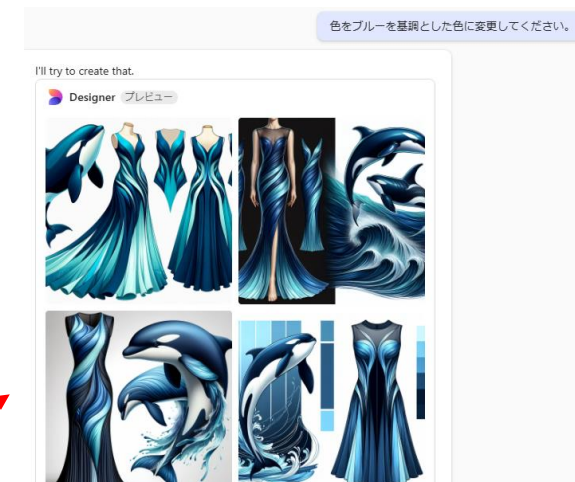 色をブルーを基調とした色に変更してください。
I'll try to create that.
Designer プレビュー